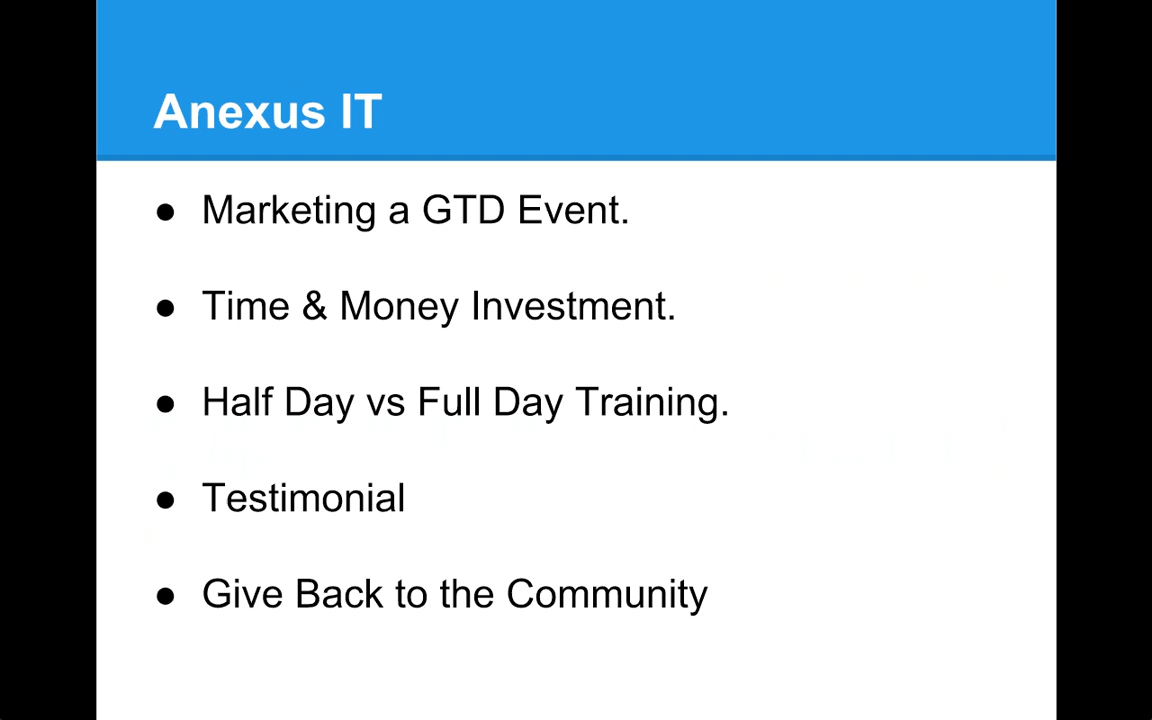 Anexus IT
● Marketing a GTD Event.
● Time & Money Investment.
● Half Day vs Full Day Training.
● Testimonial
● Give Back to the Community